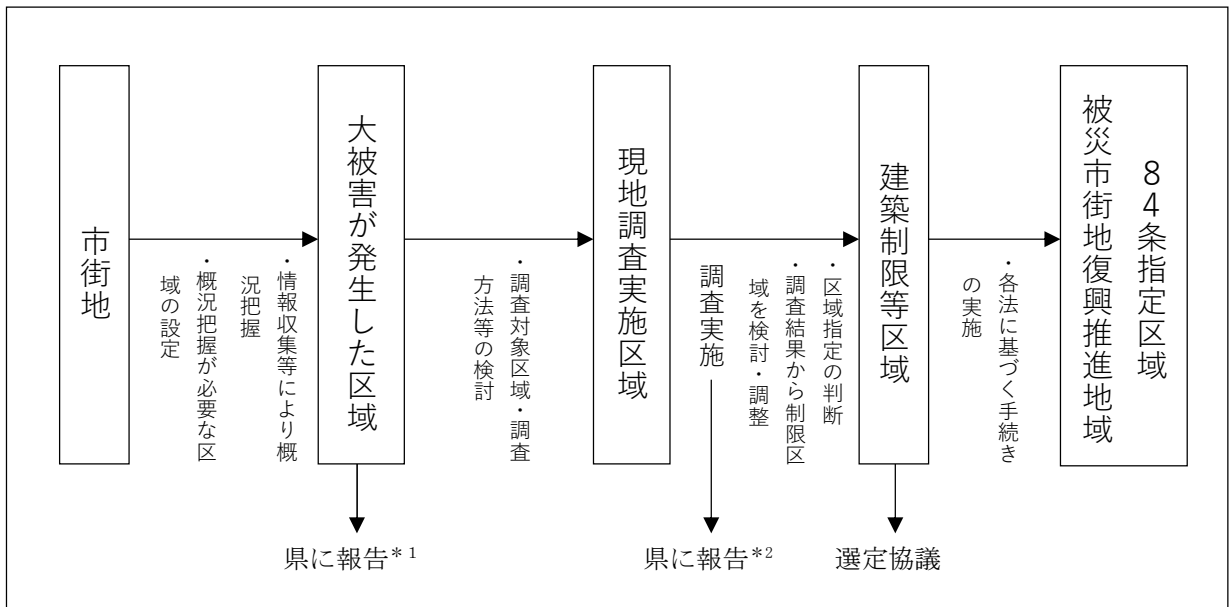 市街地
・情報収集等により概
況把握
・概況把握が必要な区
域の設定
大被害が発生した区域
県に報告*1
・調査対象区域・調査
方法等の検討
現地調査実施区域
調査実施
県に報告*2
・区域指定の判断
・調査結果から制限区
域を検討・調整
建築制限等区域
選定協議
・各法に基づく手続き
の実施
84条指定区域
被災市街地復興推進地域